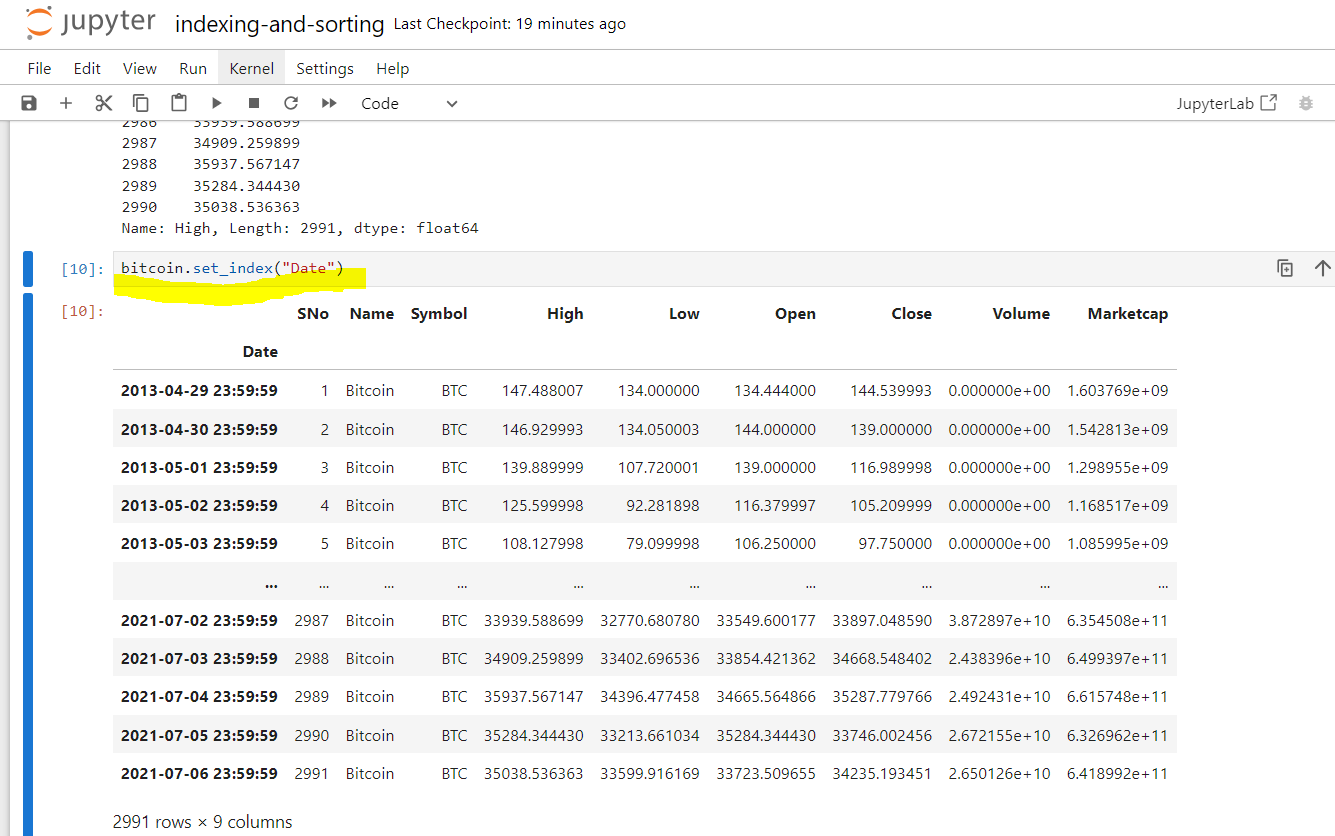 jupyter indexing-and-sorting Last Checkpoint: 19 minutes ago
File Edit View Run Kernel Settings Help
Code JupyterLab
2986 33939.588699
2987 34909.259899
2988 35937.567147
2989 35284.344430
2990 35038.536363
Name: High, Length: 2991, dtype: float64
[10]: bitcoin.set_index("Date")
[10]: SNo Name Symbol High Low Open Close Volume Marketcap
Date
2013-04-29 23:59:59 1 Bitcoin BTC 147.488007 134.000000 134.444000 144.539993 0.000000e+00 1.603769e+09
2013-04-30 23:59:59 2 Bitcoin BTC 146.929993 134.050003 144.000000 139.000000 0.000000e+00 1.542813e+09
2013-05-01 23:59:59 3 Bitcoin BTC 139.889999 107.720001 139.000000 116.989998 0.000000e+00 1.298955e+09
2013-05-02 23:59:59 4 Bitcoin BTC 125.599998 92.281898 116.379997 105.209999 0.000000e+00 1.168517e+09
2013-05-03 23:59:59 5 Bitcoin BTC 108.127998 79.099998 106.250000 97.750000 0.000000e+00 1.085995e+09
... ... ... ... ... ... ... ... ... ...
2021-07-02 23:59:59 2987 Bitcoin BTC 33939.588699 32770.680780 33549.600177 33897.048590 3.872897e+10 6.354508e+11
2021-07-03 23:59:59 2988 Bitcoin BTC 34909.259899 33402.696536 33854.421362 34668.548402 2.438396e+10 6.499397e+11
2021-07-04 23:59:59 2989 Bitcoin BTC 35937.567147 34396.477458 34665.564866 35287.779766 2.492431e+10 6.615748e+11
2021-07-05 23:59:59 2990 Bitcoin BTC 35284.344430 33213.661034 35284.344430 33746.002456 2.672155e+10 6.326962e+11
2021-07-06 23:59:59 2991 Bitcoin BTC 35038.536363 33599.916169 33723.509655 34235.193451 2.650126e+10 6.418992e+11
2991 rows × 9 columns